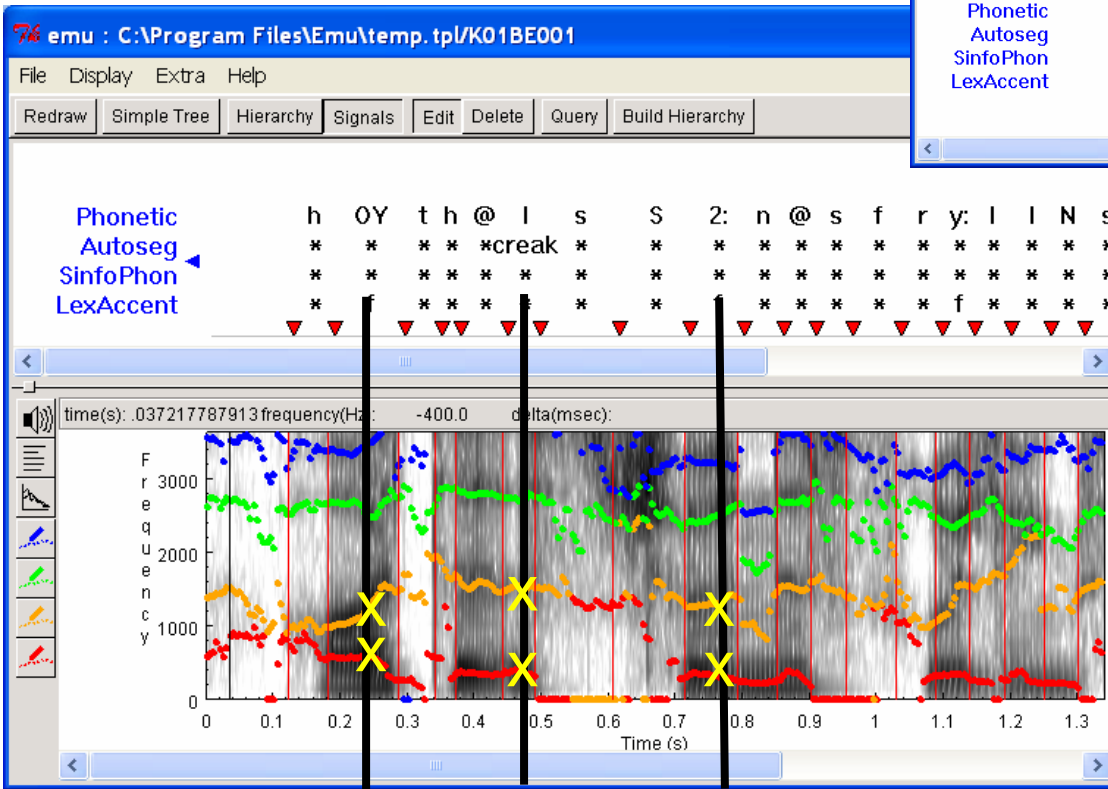 Phonetic
Autoseg
SinfoPhon
LexAccent
emu : C:\Program Files\Emu\temp.tpl/K01BE001
File Display Extra Help
Redraw Simple Tree Hierarchy Signals Edit Delete Query Build Hierarchy
Phonetic h OY t h @ I s S 2: n @ s f r y: l I N s
Autoseg * * * * * creak * * * * * * * * * * * *
SinfoPhon * * * * * * * * * * * * * * * * * *
LexAccent * f * * * * * * f * * * * * f * * *
time(s): .037217787913 frequency(Hz): -400.0 delta(msec):
Frequency
3000
2000
1000
0
0 0.1 0.2 0.3 0.4 0.5 0.6 0.7 0.8 0.9 1 1.1 1.2 1.3
Time (s)
X X X
X X X